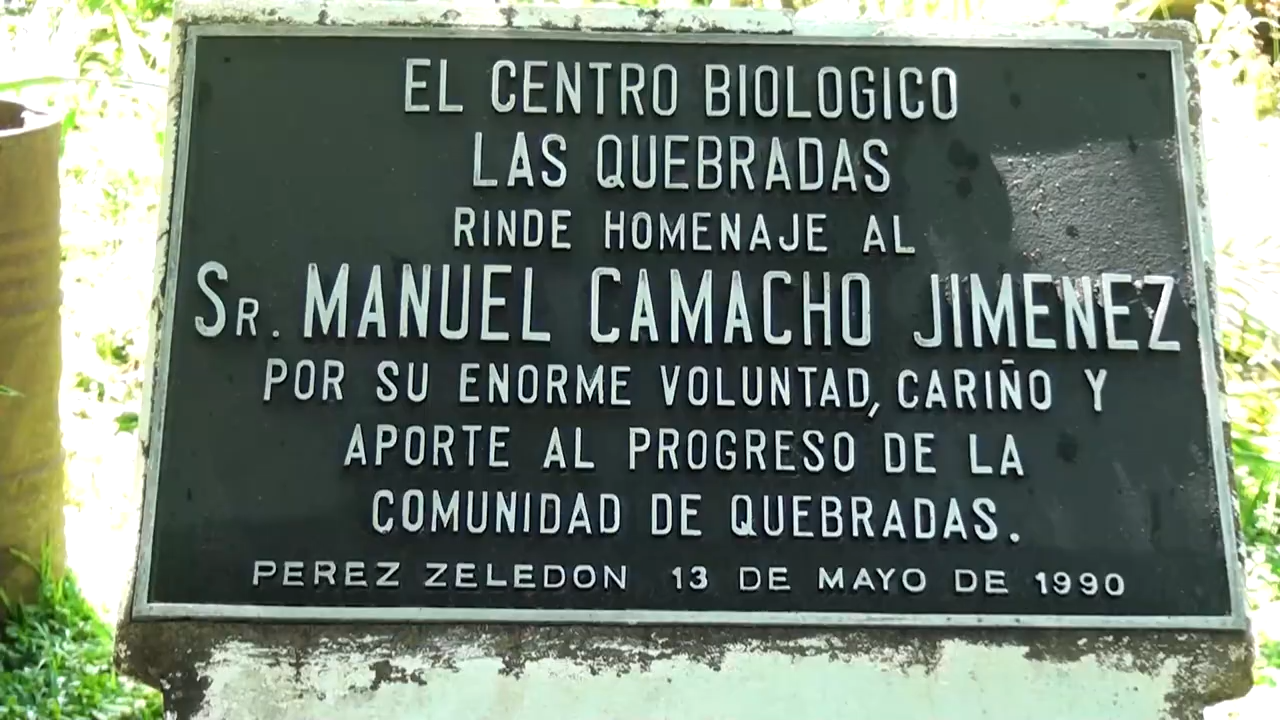 EL CENTRO BIOLOGICO
LAS QUEBRADAS
RINDE HOMENAJE AL
SR. MANUEL CAMACHO JIMENEZ
POR SU ENORME VOLUNTAD, CARIÑO Y
APORTE AL PROGRESO DE LA
COMUNIDAD DE QUEBRADAS.
PEREZ ZELEDON 13 DE MAYO DE 1990